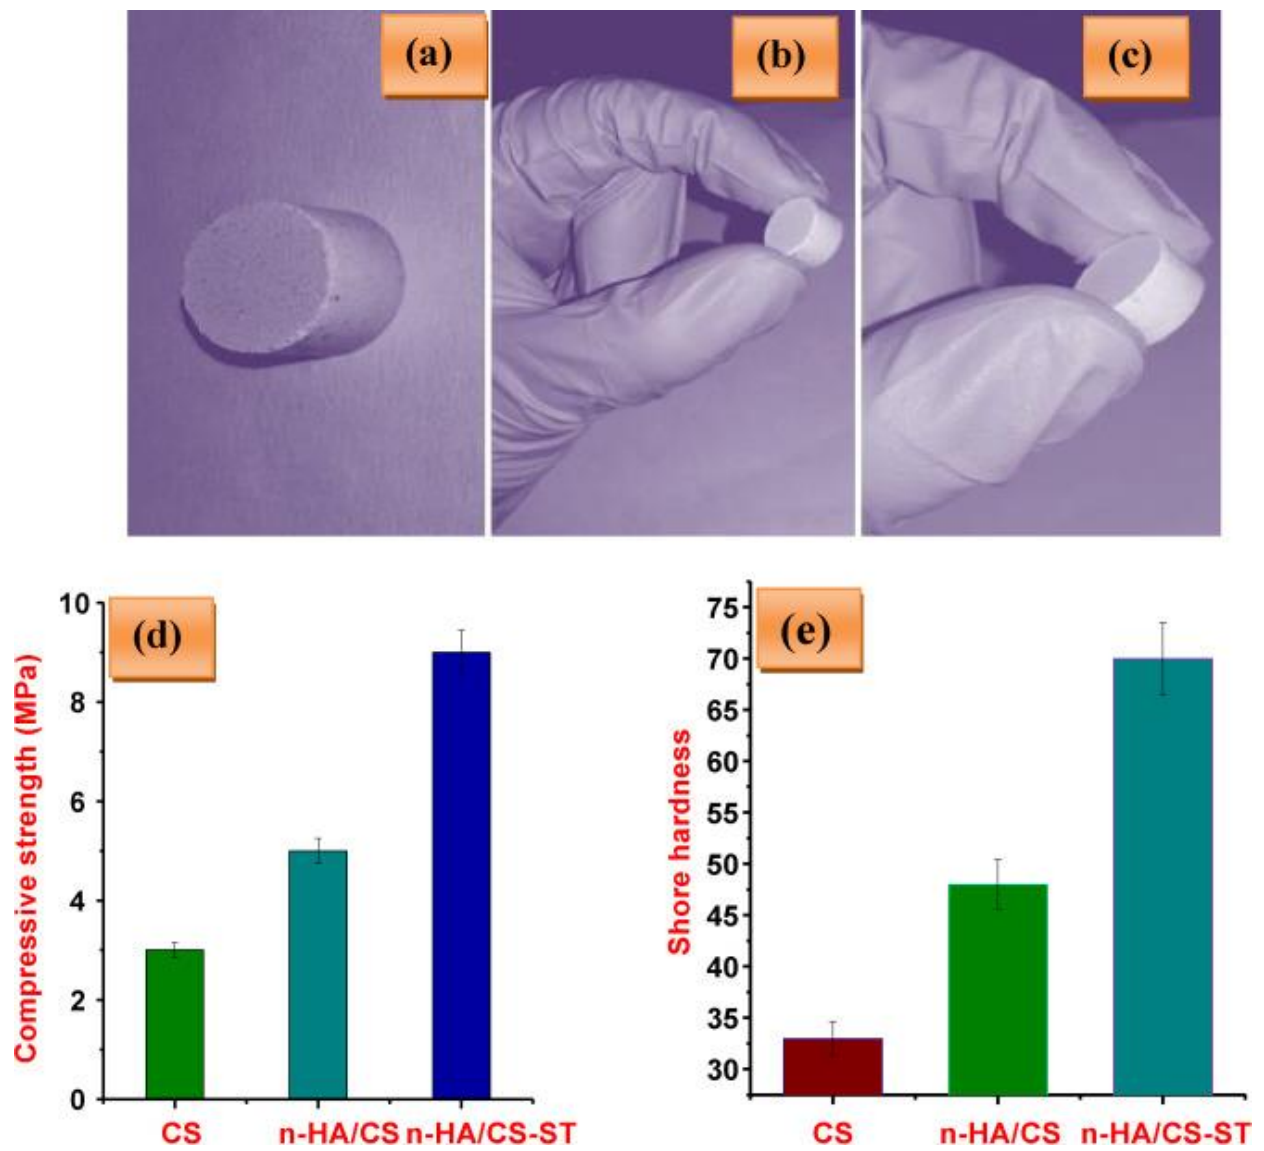 (a)
(b)
(c)
(d)
Compressive strength (MPa)
10
8
6
4
2
0
CS
n-HA/CS
n-HA/CS-ST
(e)
Shore hardness
75
70
65
60
55
50
45
40
35
30
CS
n-HA/CS
n-HA/CS-ST